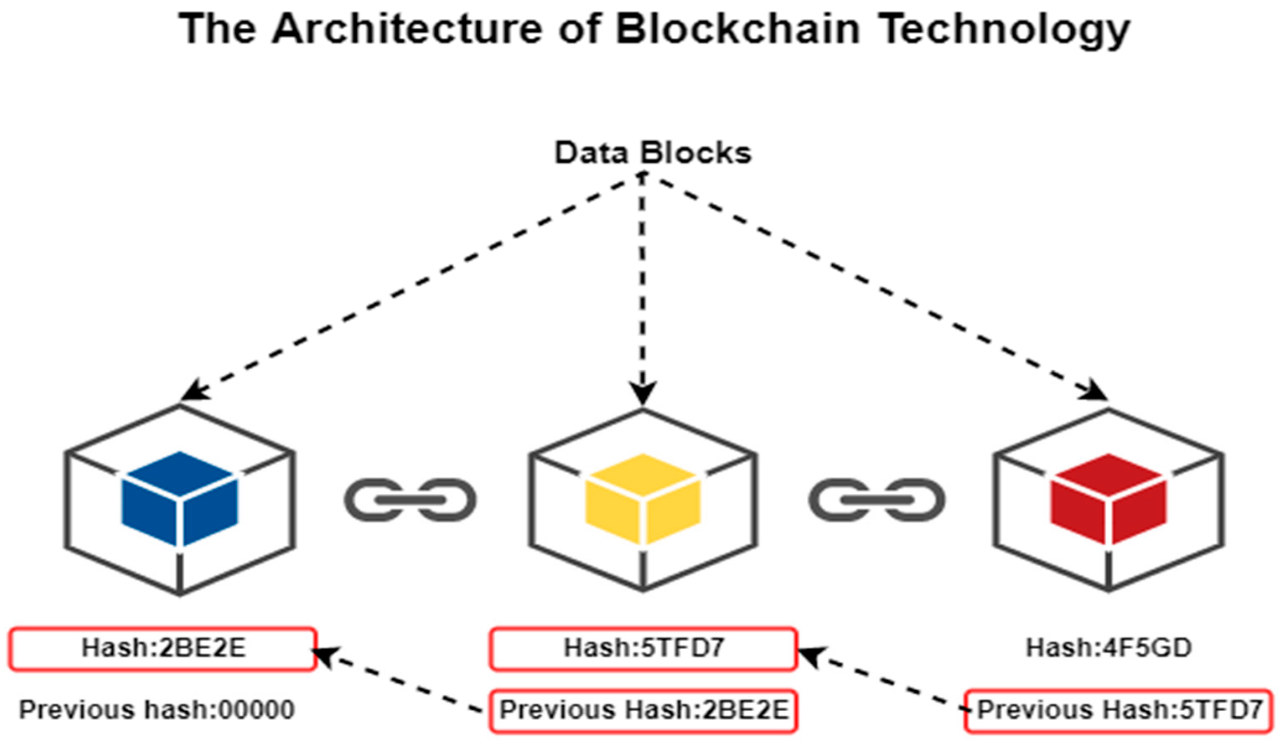 The Architecture of Blockchain Technology
Data Blocks
Hash:2BE2E
Hash:5TFD7
Hash:4F5GD
Previous hash:00000
Previous Hash:2BE2E
Previous Hash:5TFD7